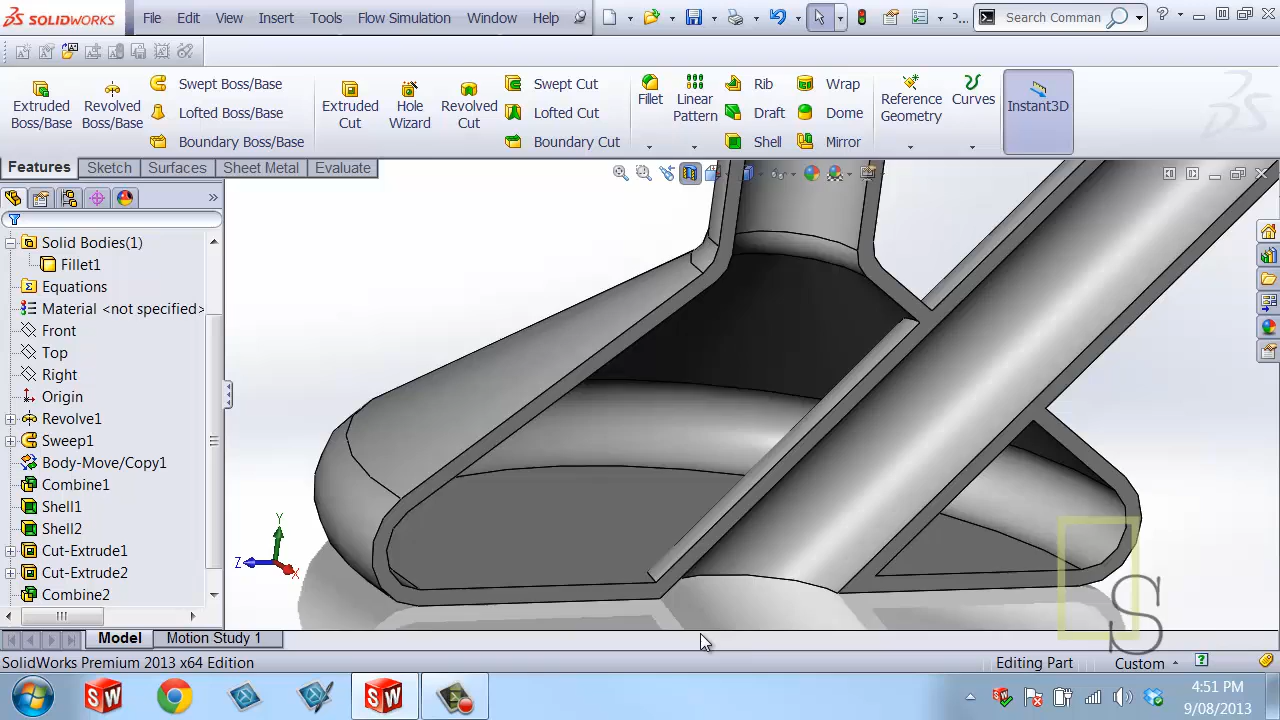 SOLIDWORKS File Edit View Insert Tools Flow Simulation Window Help Search Comman
Extruded Boss/Base Revolved Boss/Base Swept Boss/Base Lofted Boss/Base Boundary Boss/Base Extruded Cut Hole Wizard Revolved Cut Swept Cut Lofted Cut Boundary Cut Fillet Linear Pattern Rib Draft Shell Wrap Dome Mirror Reference Geometry Curves Instant3D
Features Sketch Surfaces Sheet Metal Evaluate
Solid Bodies(1)
Fillet1
Equations
Material <not specified>
Front
Top
Right
Origin
Revolve1
Sweep1
Body-Move/Copy1
Combine1
Shell1
Shell2
Cut-Extrude1
Cut-Extrude2
Combine2
Y
Z
X
S
Model Motion Study 1
SolidWorks Premium 2013 x64 Edition Editing Part Custom
4:51 PM
9/08/2013